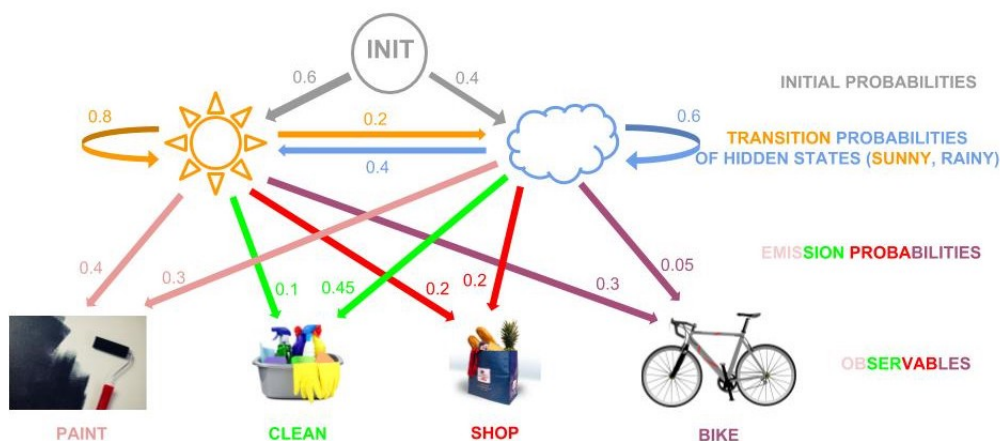 INIT
INITIAL PROBABILITIES
0.6
0.4
0.8
0.2
0.6
TRANSITION PROBABILITIES
OF HIDDEN STATES (SUNNY, RAINY)
0.4
EMISSION PROBABILITIES
0.4
0.3
0.1
0.45
0.2
0.2
0.3
0.05
OBSERVABLES
PAINT
CLEAN
SHOP
BIKE